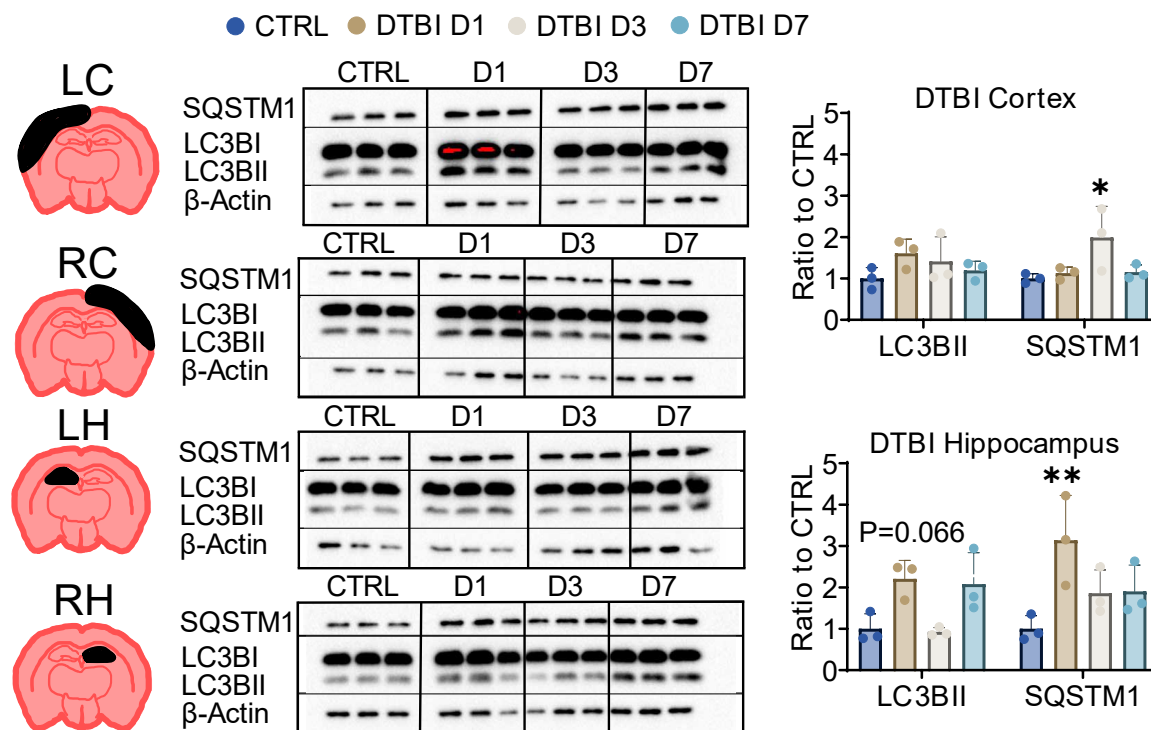 CTRL DTBI D1 DTBI D3 DTBI D7
LC
CTRL D1 D3 D7
SQSTM1
LC3BI
LC3BII
β-Actin
RC
CTRL D1 D3 D7
SQSTM1
LC3BI
LC3BII
β-Actin
LH
CTRL D1 D3 D7
SQSTM1
LC3BI
LC3BII
β-Actin
RH
CTRL D1 D3 D7
SQSTM1
LC3BI
LC3BII
β-Actin
DTBI Cortex
Ratio to CTRL
5
4
3
2
1
0
*
LC3BII SQSTM1
DTBI Hippocampus
Ratio to CTRL
5
4
3
2
1
0
**
P=0.066
LC3BII SQSTM1